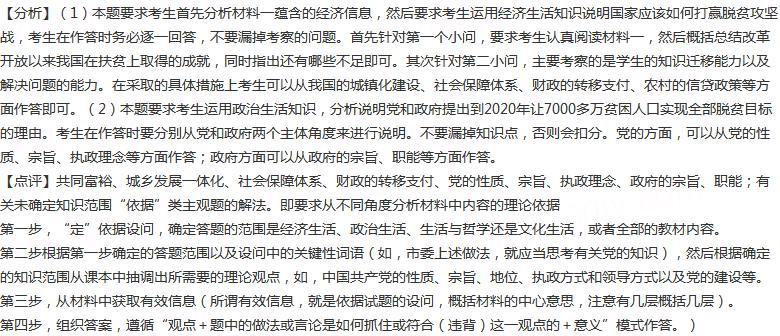 【分析】（1）本题要求考生首先分析材料一蕴含的经济信息，然后要求考生运用经济生活知识说明国家应该如何打赢脱贫攻坚
战，考生在作答时务必逐一回答，不要漏掉考察的问题。首先针对第一个小问，要求考生认真阅读材料一，然后概括总结改革
开放以来我国在扶贫上取得的成就，同时指出还有哪些不足即可。其次针对第二小问，主要考察的是学生的知识迁移能力以及
解决问题的能力。在采取的具体措施上考生可以从我国的城镇化建设、社会保障体系、财政的转移支付、农村的信贷政策等方
面作答即可。（2）本题要求考生运用政治生活知识，分析说明党和政府提出到2020年让7000多万贫困人口实现全部脱贫目标
的理由。考生在作答时要分别从党和政府两个主体角度来进行说明。不要漏掉知识点，否则会扣分。党的方面，可以从党的性
质、宗旨、执政理念等方面作答；政府方面可以从政府的宗旨、职能等方面作答。
【点评】共同富裕、城乡发展一体化、社会保障体系、财政的转移支付、党的性质、宗旨、执政理念、政府的宗旨、职能；有
关未确定知识范围“依据”类主观题的解法。即要求从不同角度分析材料中内容的理论依据
第一步，“定”依据设问，确定答题的范围是经济生活、政治生活、生活与哲学还是文化生活，或者全部的教材内容。
第二步根据第一步确定的答题范围以及设问中的关键性词语（如，市委上述做法，就应当思考有关党的知识），然后根据确定
的知识范围从课本中抽调出所需要的理论观点，如，中国共产党的性质、宗旨、地位、执政方式和领导方式以及党的建设等。
第三步，从材料中获取有效信息（所谓有效信息，就是依据试题的设问，概括材料的中心意思，注意有几层概括几层）。
第四步，组织答案，遵循“观点＋题中的做法或言论是如何抓住或符合（违背）这一观点的＋意义”模式作答。）